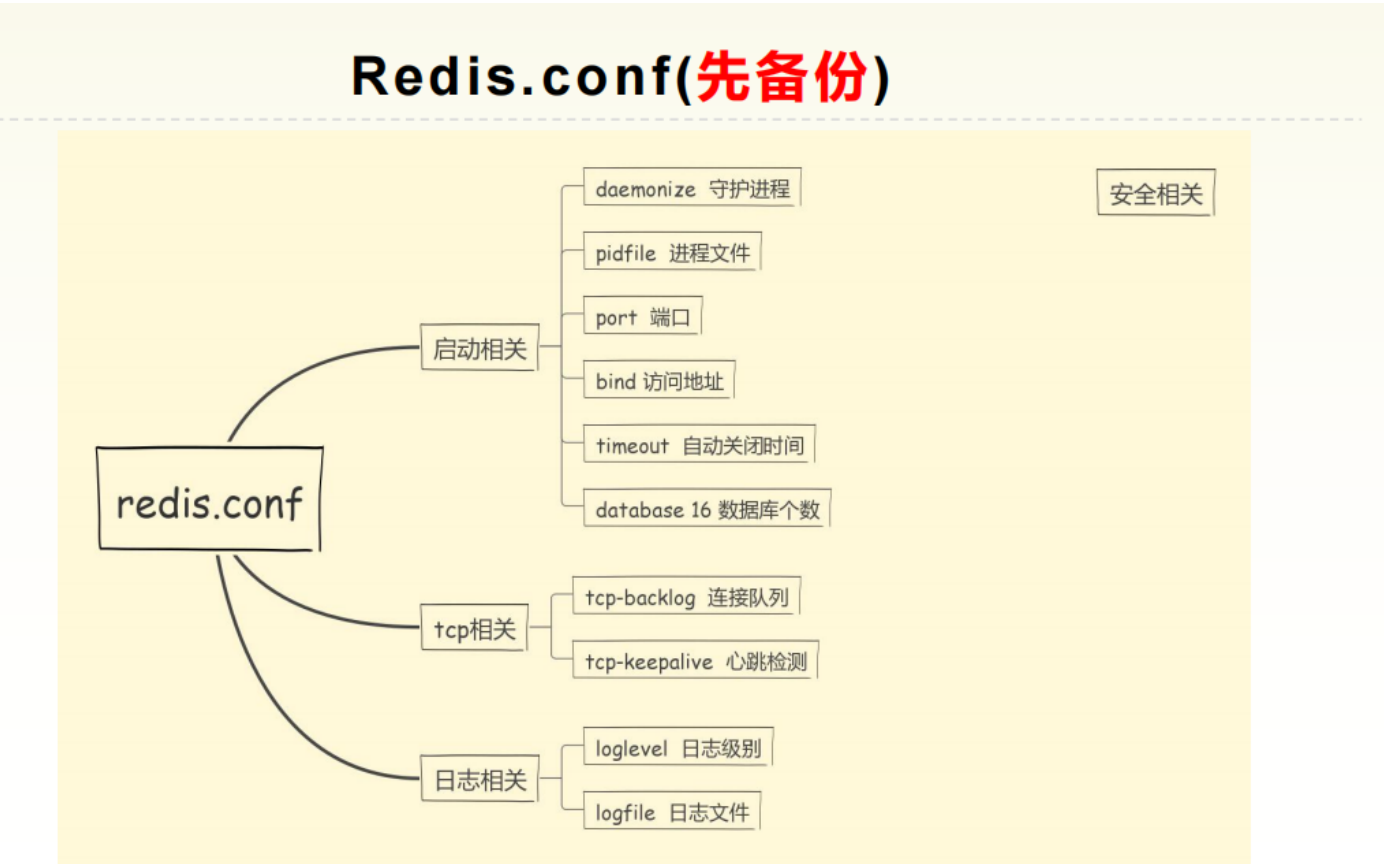 Redis.conf(先备份)
安全相关
redis.conf
启动相关
daemonize 守护进程
pidfile 进程文件
port 端口
bind 访问地址
timeout 自动关闭时间
database 16 数据库个数
tcp相关
tcp-backlog 连接队列
tcp-keepalive 心跳检测
日志相关
loglevel 日志级别
logfile 日志文件